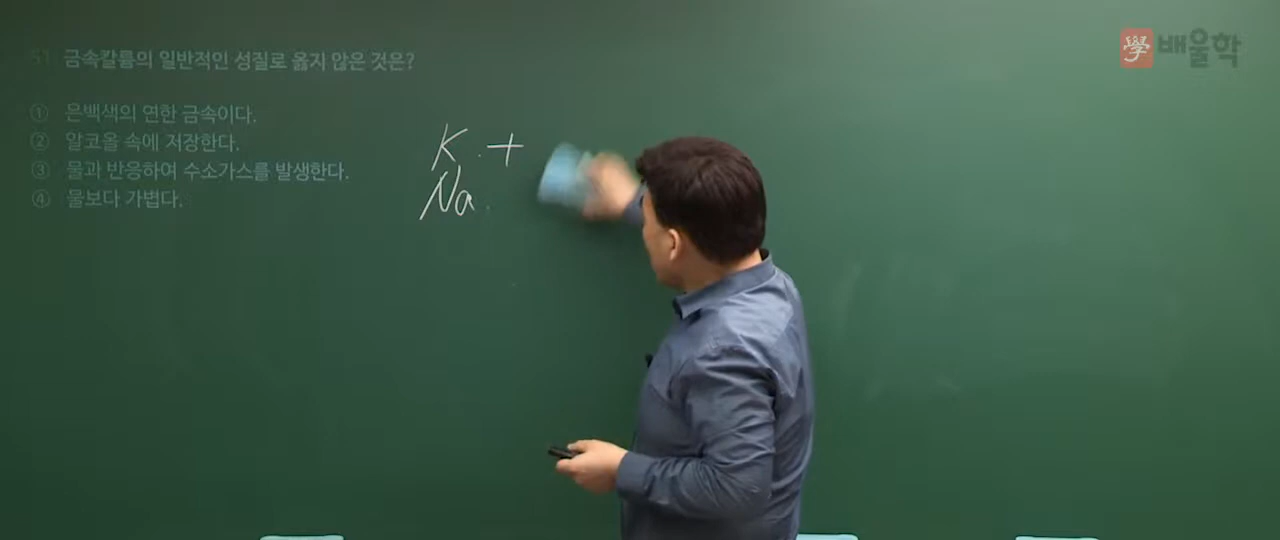 51 금속칼륨의 일반적인 성질로 옳지 않은 것은?
① 은백색의 연한 금속이다.
② 알코올 속에 저장한다.
③ 물과 반응하여 수소가스를 발생한다.
④ 물보다 가볍다.
K. +
Na.
學 배울학